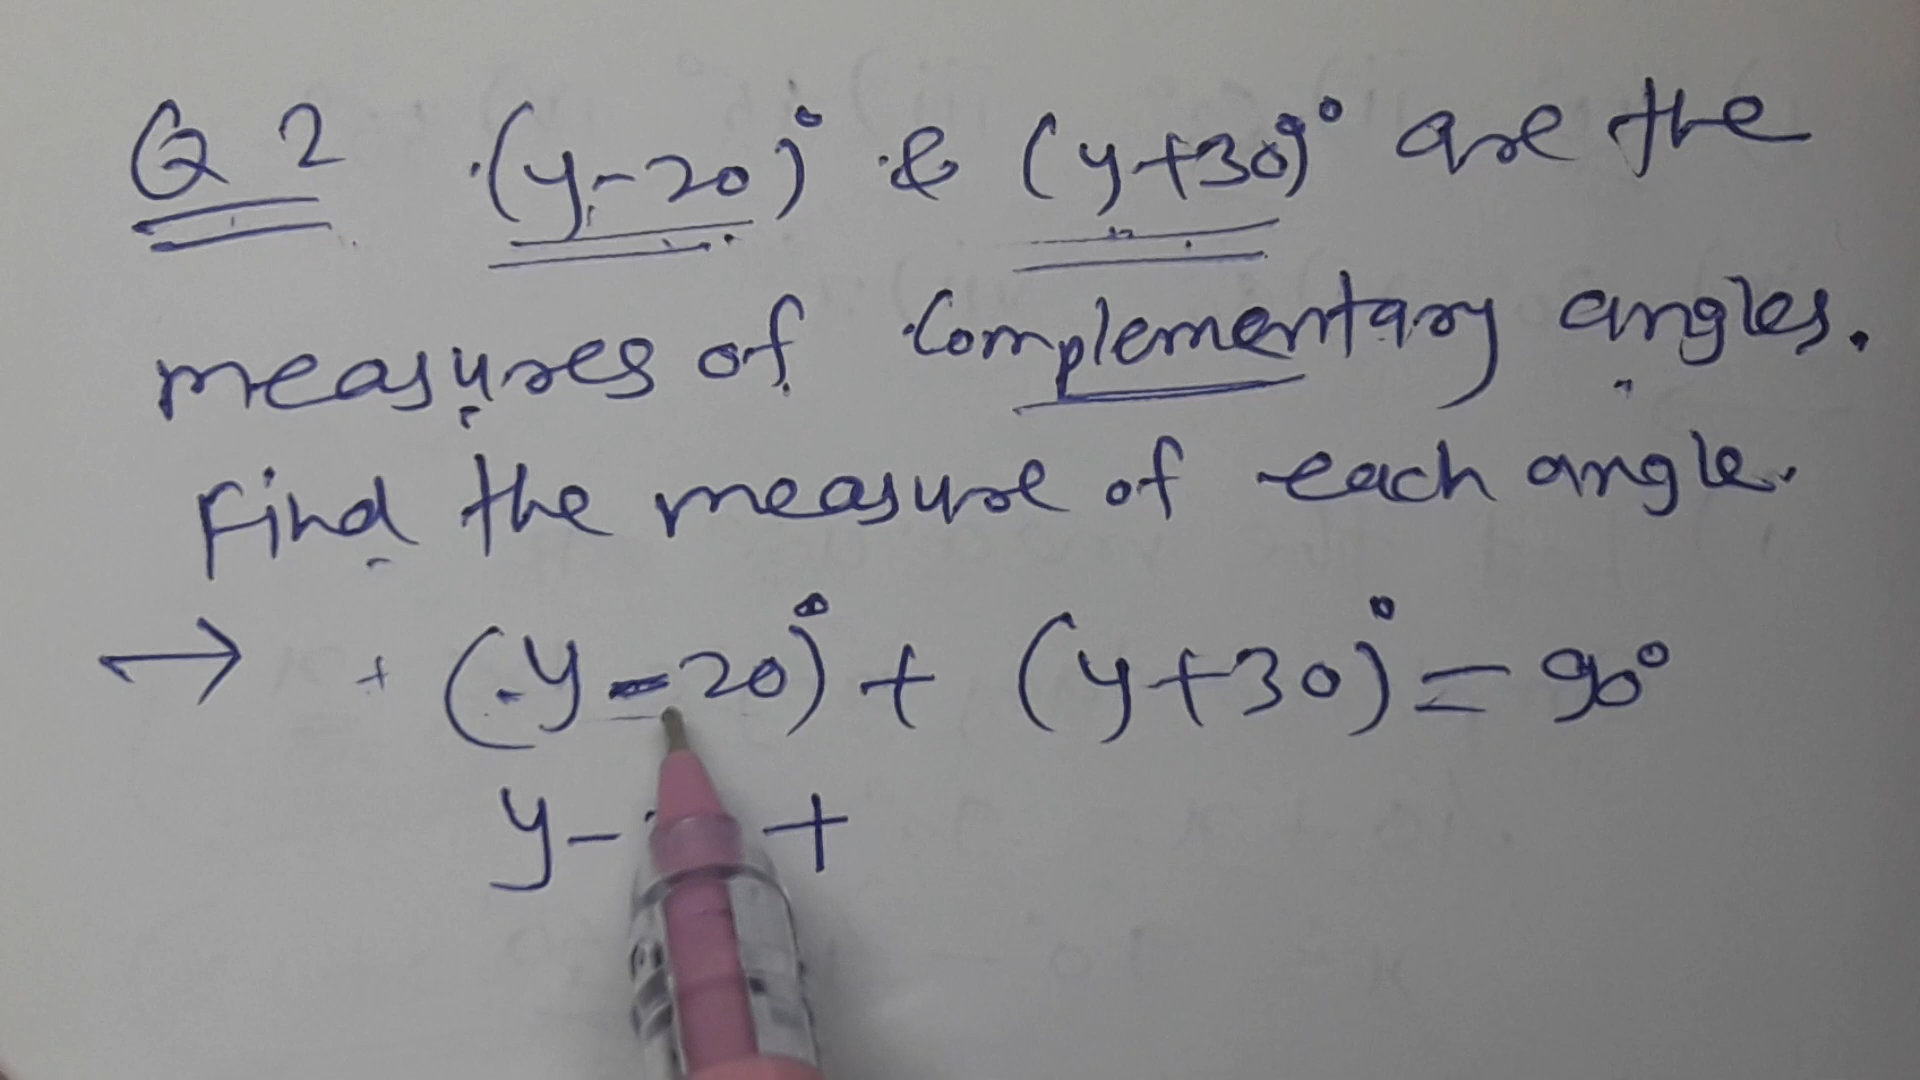 Q 2 (y-20)° & (y+30)° are the
measures of complementary angles.
Find the measure of each angle.
→ (y-20)° + (y+30)° = 90°
y- +